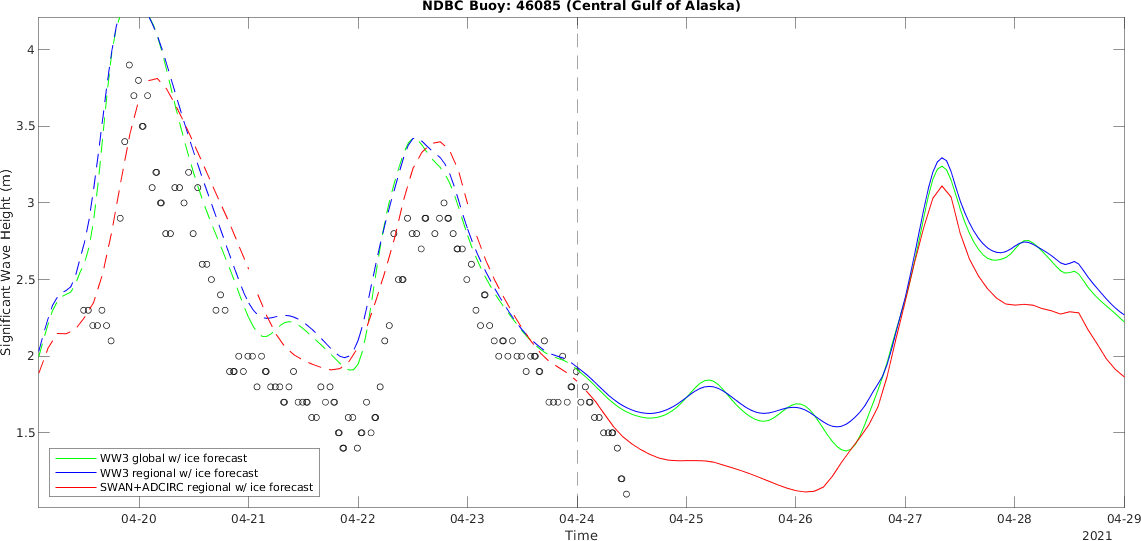 NDBC Buoy: 46085 (Central Gulf of Alaska)
Significant Wave Height (m)
4
3.5
3
2.5
2
1.5
WW3 global w/ ice forecast
WW3 regional w/ ice forecast
SWAN+ADCIRC regional w/ ice forecast
04-20 04-21 04-22 04-23 04-24 04-25 04-26 04-27 04-28 04-29
Time
2021